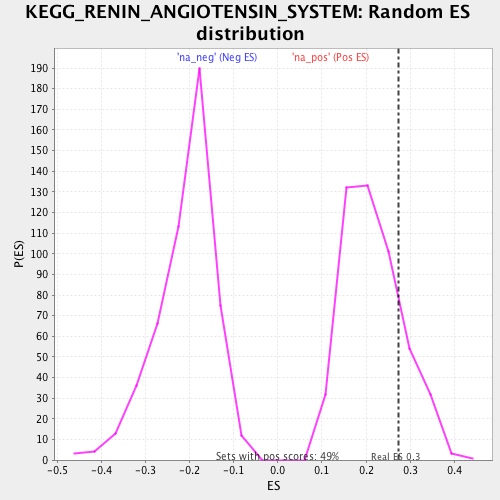 KEGG_RENIN_ANGIOTENSIN_SYSTEM: Random ES
distribution
'na_neg' (Neg ES) 'na_pos' (Pos ES)
190
180
170
160
150
140
130
120
110
100
90
80
70
60
50
40
30
20
10
0
P(ES)
Sets with pos scores: 49%
Real ES 0.3
-0.5 -0.4 -0.3 -0.2 -0.1 0.0 0.1 0.2 0.3 0.4
ES